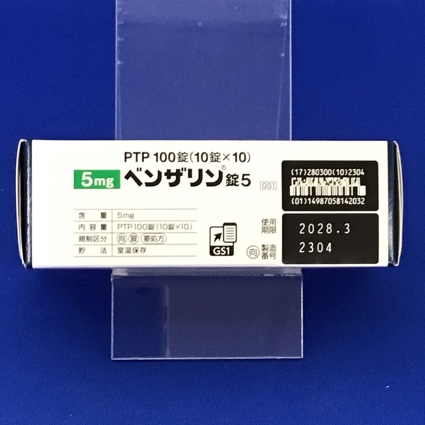 PTP 100錠(10錠×10)
5mg ベンザリン®錠5
GS1
(17)280300(10)2304
(01)14987058142032
含量 5mg
内容量 PTP100錠(10錠×10)
規制区分 向 習 要処方
貯法 室温保存
GS1
使用期限 2028.3
向 製造番号 2304